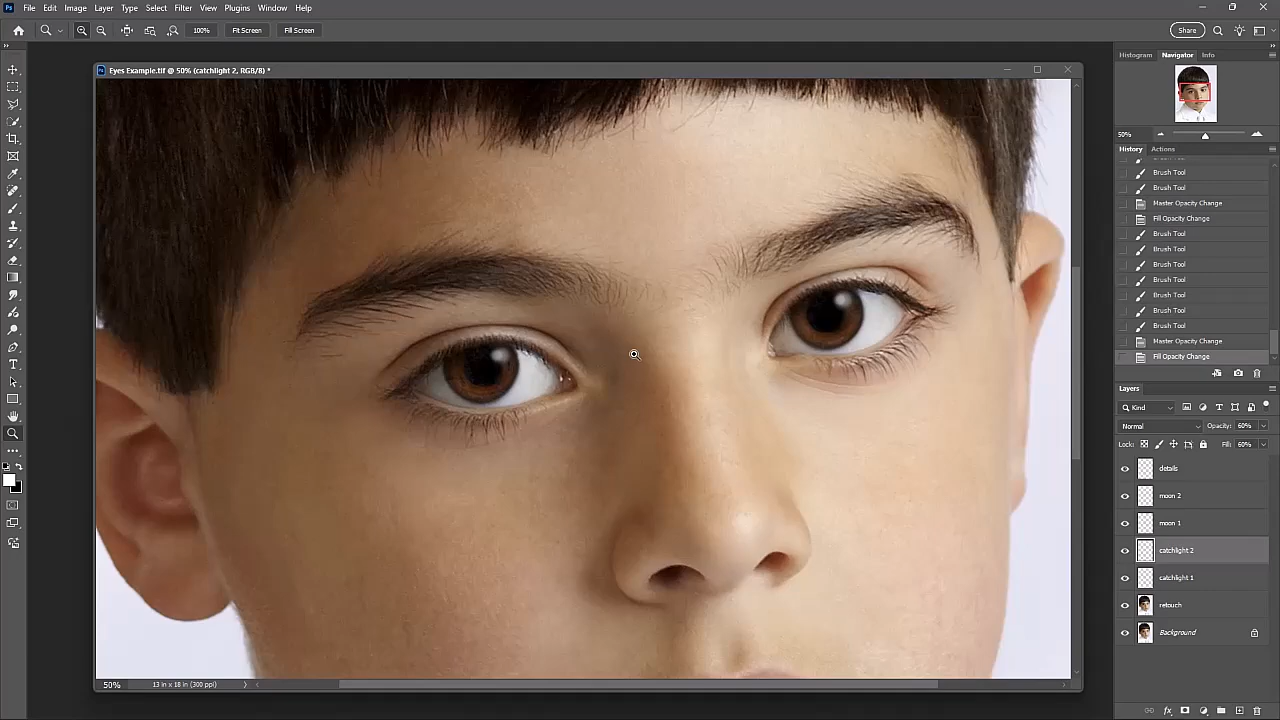 File Edit Image Layer Type Select Filter View Plugins Window Help
100% Fit Screen Fill Screen Share
Eyes Example.tif @ 50% (catchlight 2, RGB/8) *
Histogram Navigator Info
50%
History Actions
Brush Tool
Brush Tool
Master Opacity Change
Fill Opacity Change
Brush Tool
Brush Tool
Brush Tool
Brush Tool
Brush Tool
Brush Tool
Brush Tool
Master Opacity Change
Fill Opacity Change
Layers
Kind
Normal Opacity: 60%
Lock: Fill: 60%
details
moon 2
moon 1
catchlight 2
catchlight 1
retouch
Background
50% 13 in x 18 in (300 ppi)